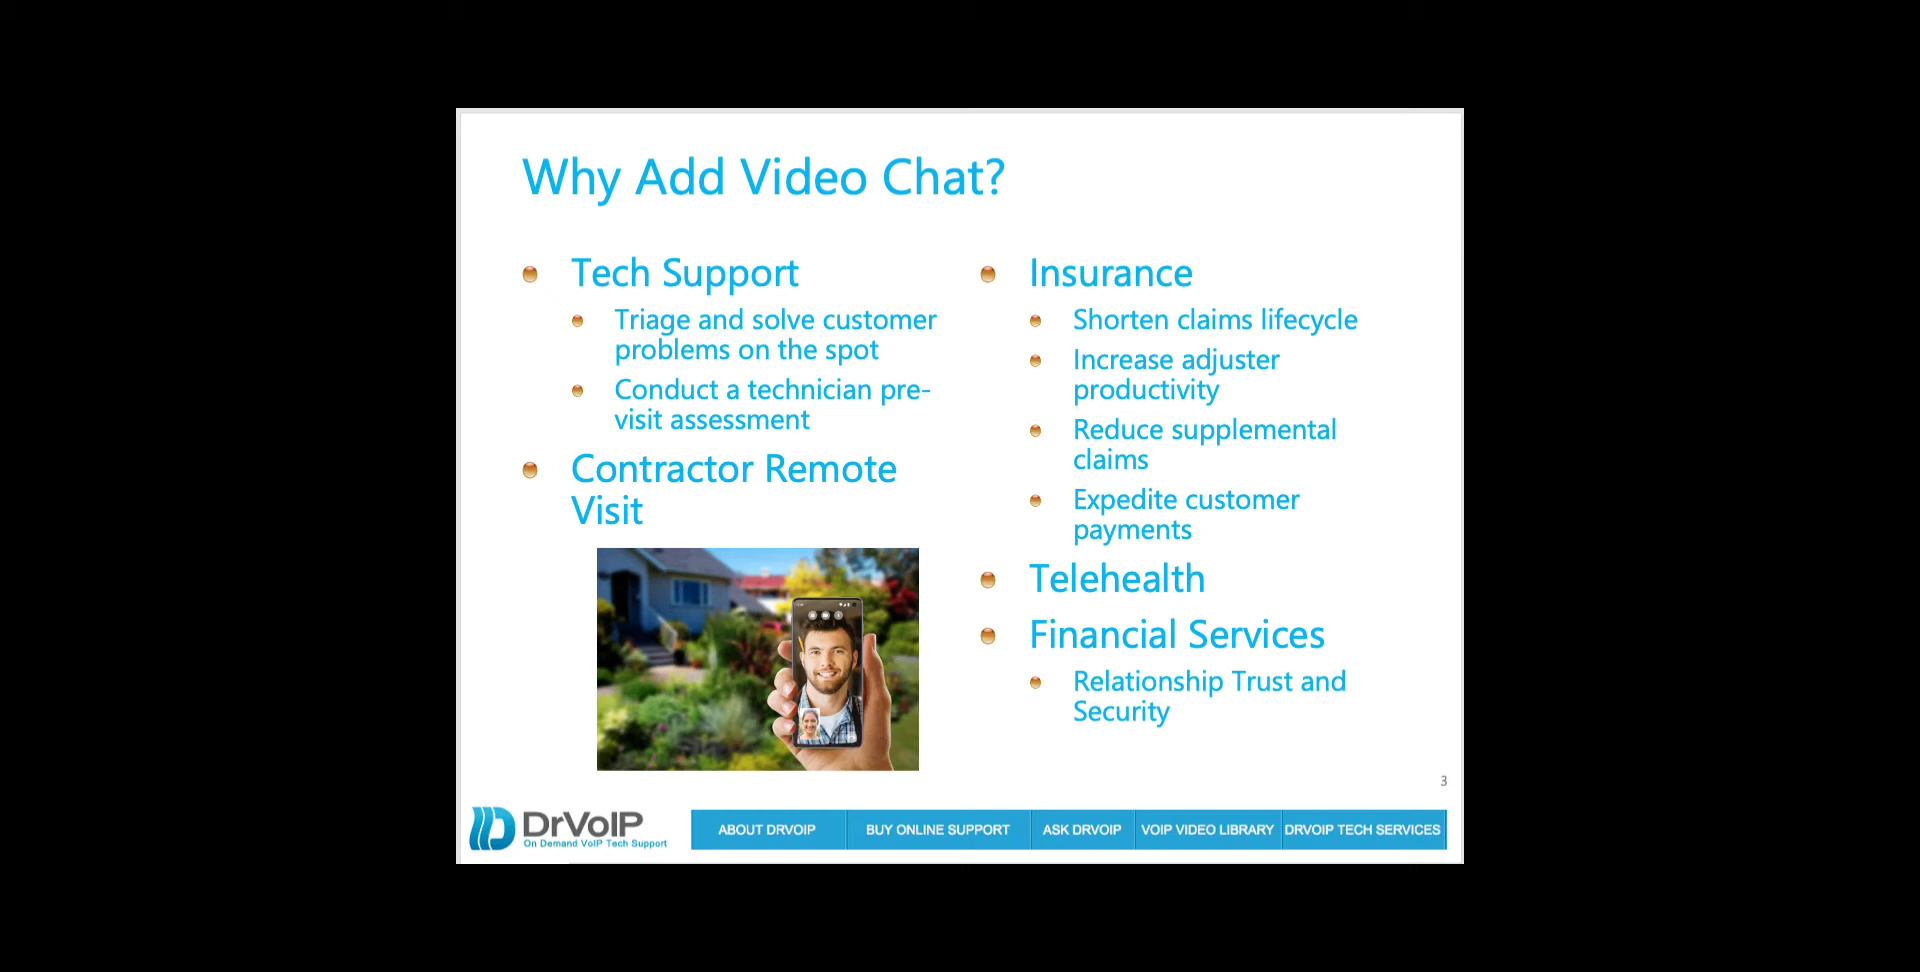 Why Add Video Chat?
Tech Support
Triage and solve customer
problems on the spot
Conduct a technician pre-
visit assessment
Contractor Remote
Visit
Insurance
Shorten claims lifecycle
Increase adjuster
productivity
Reduce supplemental
claims
Expedite customer
payments
Telehealth
Financial Services
Relationship Trust and
Security
3
DrVoIP
On Demand VoIP Tech Support
ABOUT DRVOIP
BUY ONLINE SUPPORT
ASK DRVOIP
VOIP VIDEO LIBRARY
DRVOIP TECH SERVICES